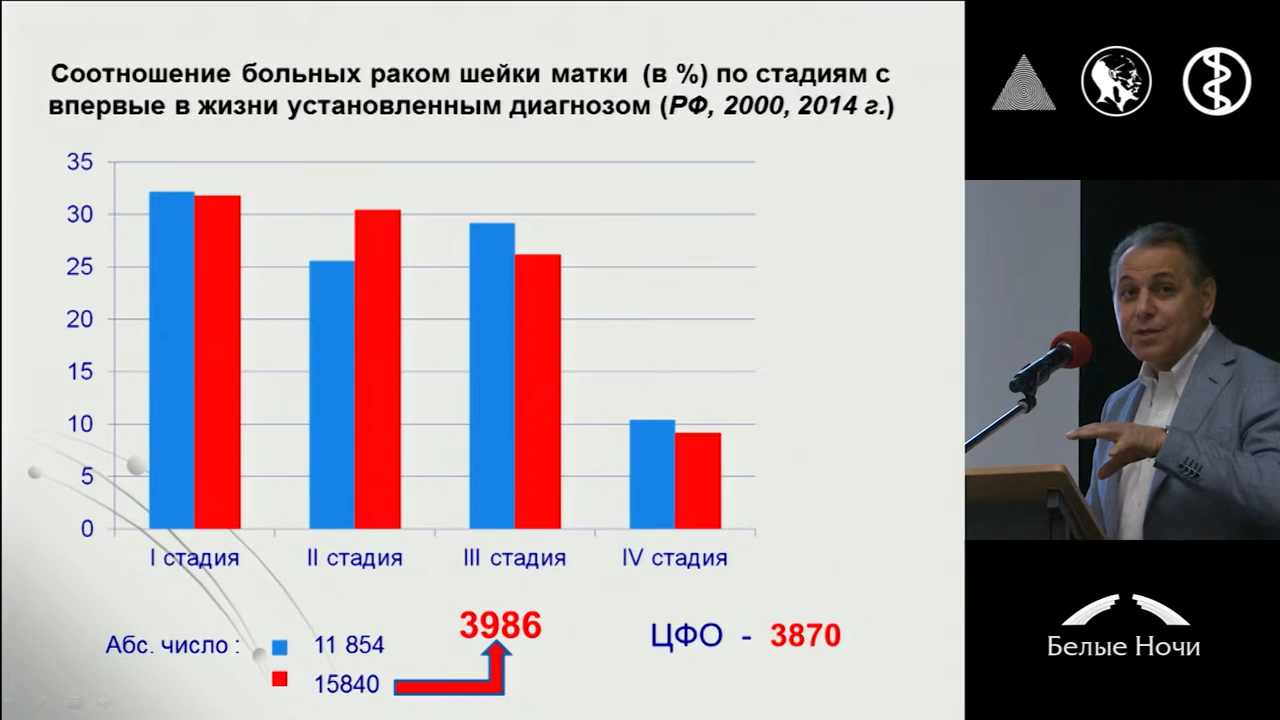 Соотношение больных раком шейки матки (в %) по стадиям с
впервые в жизни установленным диагнозом (РФ, 2000, 2014 г.)
35
30
25
20
15
10
5
0
I стадия II стадия III стадия IV стадия
Абс. число : 11 854
15840
3986
ЦФО - 3870
Белые Ночи